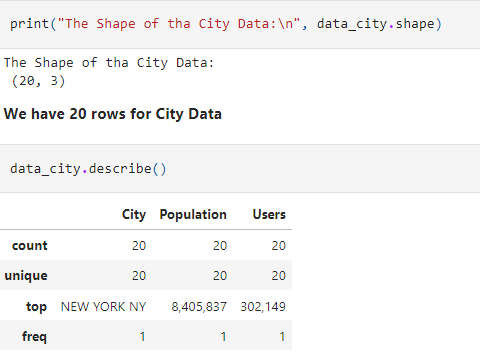 print("The Shape of tha City Data:\n", data_city.shape)
The Shape of tha City Data:
(20, 3)
We have 20 rows for City Data
data_city.describe()
City Population Users
count 20 20 20
unique 20 20 20
top NEW YORK NY 8,405,837 302,149
freq 1 1 1